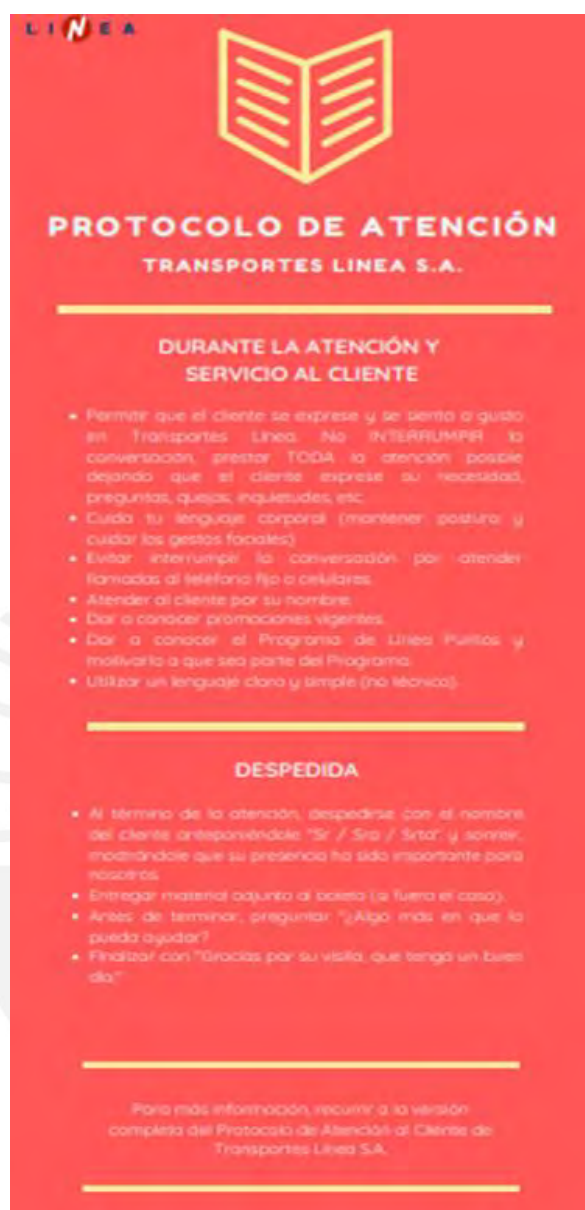 LINEA
PROTOCOLO DE ATENCIÓN
TRANSPORTES LINEA S.A.
DURANTE LA ATENCIÓN Y
SERVICIO AL CLIENTE
• Permitir que el cliente se exprese y se sienta a gusto
en Transportes Línea. No INTERRUMPIR la
conversación, prestar TODA la atención posible
dejando que el cliente exprese su necesidad,
preguntas, quejas, inquietudes, etc.
• Cuida tu lenguaje corporal (mantener postura y
cuidar los gestos faciales)
• Evitar interrumpir la conversación por atender
llamadas al teléfono fijo o celulares.
• Atender al cliente por su nombre.
• Dar a conocer promociones vigentes.
• Dar a conocer el Programa de Línea Puntos y
motivarlo a que sea parte del Programa.
• Utilizar un lenguaje claro y simple (no técnico).
DESPEDIDA
• Al término de la atención, despedirse con el nombre
del cliente anteponiéndole "Sr / Sra / Srta" y sonreír,
mostrándole que su presencia ha sido importante para
nosotros.
• Entregar material adjunto al boleto (si fuera el caso).
• Antes de terminar, preguntar "¿Algo más en que lo
pueda ayudar?
• Finalizar con "Gracias por su visita, que tenga un buen
día."
Para más información, recurrir a la versión
completa del Protocolo de Atención al Cliente de
Transportes Línea S.A.